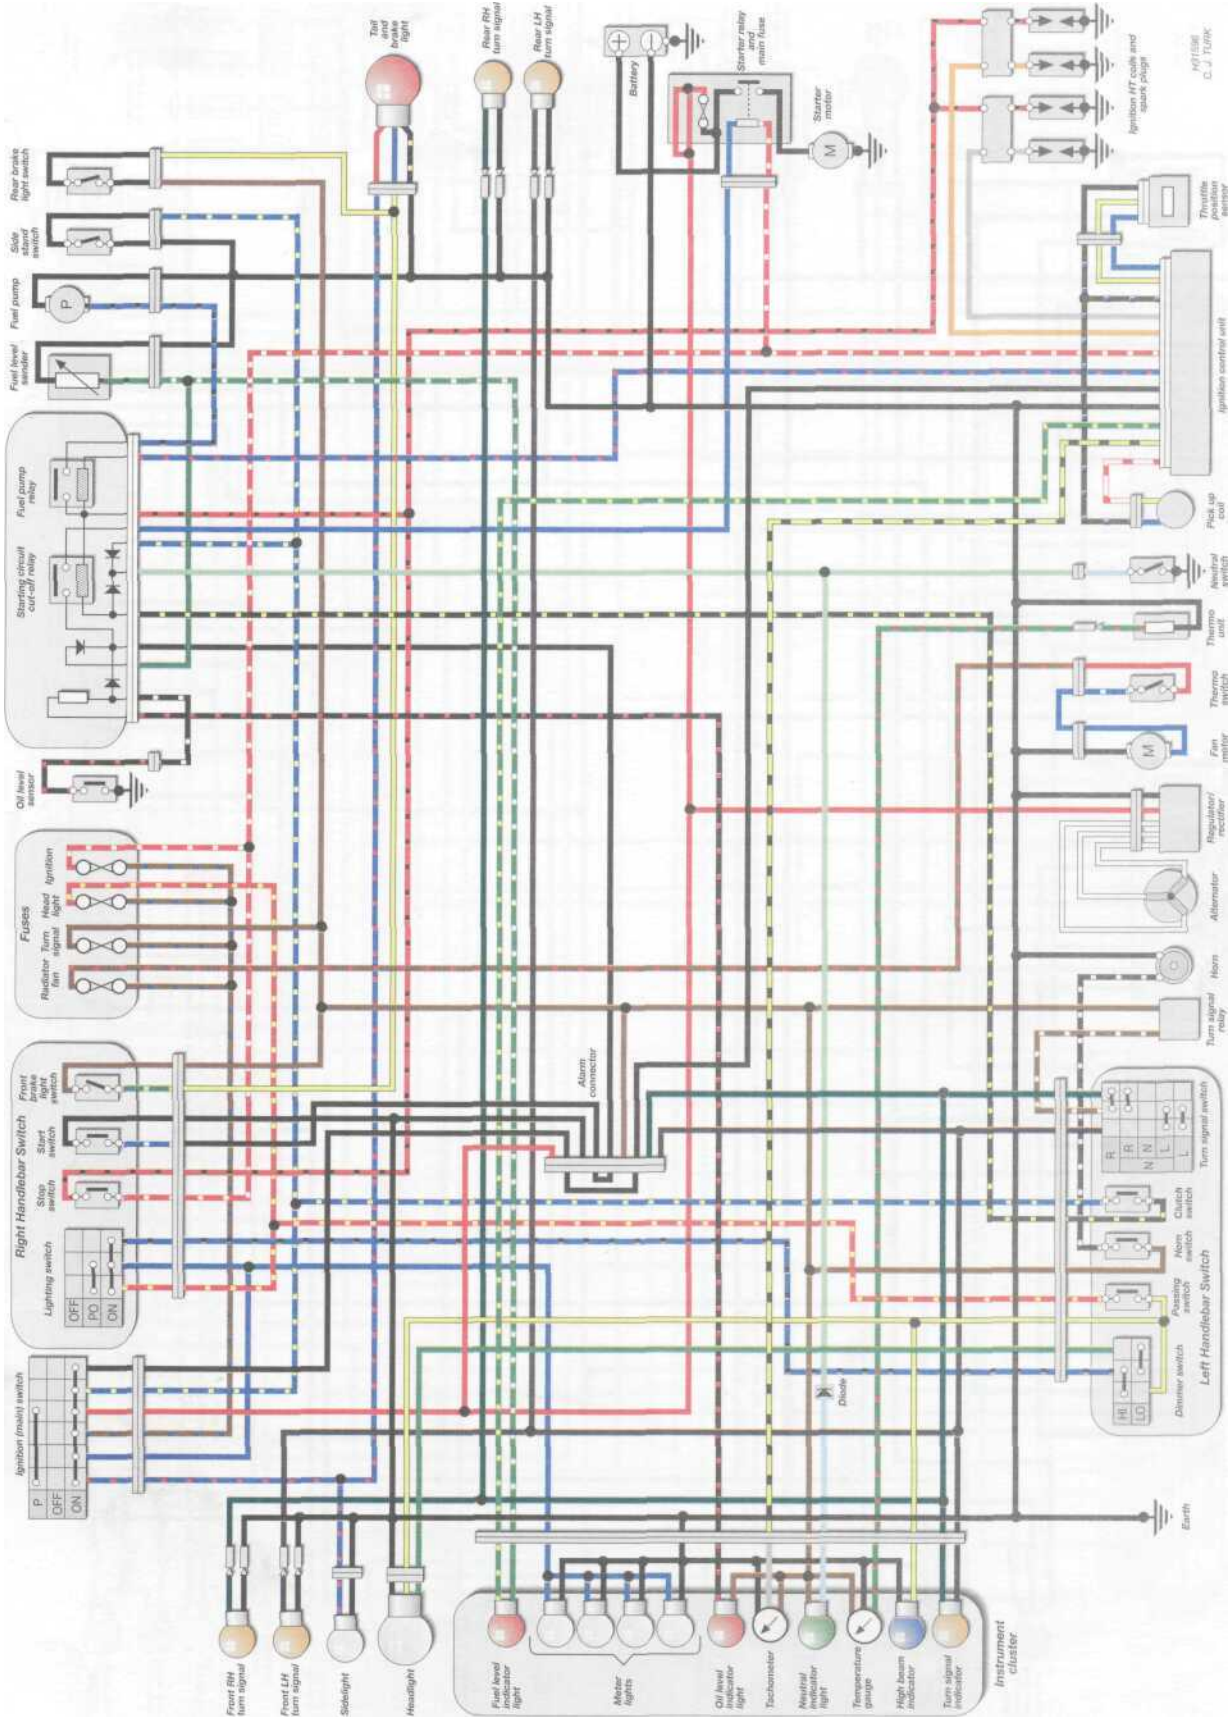 Rear brake
light switch
Side
stand
switch
Fuel pump
P
Fuel level
sender
Fuel pump
relay
Starting circuit
cut-off relay
Oil level
sensor
Fuses
Ignition
Head
light
Turn
signal
Radiator
fan
Right Handlebar Switch
Front
brake
light
switch
Start
switch
Stop
switch
Lighting switch
OFF
PO
ON
Ignition (main) switch
P
OFF
ON
Tail
and
brake
light
Rear RH
turn signal
Rear LH
turn signal
Battery
Starter relay
and
main fuse
Starter
motor
M
Ignition HT coils and
spark plugs
H31596
C. J. TURK
Throttle
position
sensor
Ignition control unit
Pick up
coil
Neutral
switch
Thermo
unit
Thermo
switch
Fan
motor
M
Regulator/
rectifier
Alternator
Horn
Turn signal
relay
Alarm
connector
Turn signal switch
R
R
N
N
L
L
Clutch
switch
Horn
switch
Passing
switch
Dimmer switch
HI
LO
Left Handlebar Switch
Diode
Earth
Front RH
turn signal
Front LH
turn signal
Sidelight
Headlight
Fuel level
indicator
light
Meter
lights
Oil level
indicator
light
Tachometer
Neutral
indicator
light
Temperature
gauge
High beam
indicator
Turn signal
indicator
Instrument
cluster